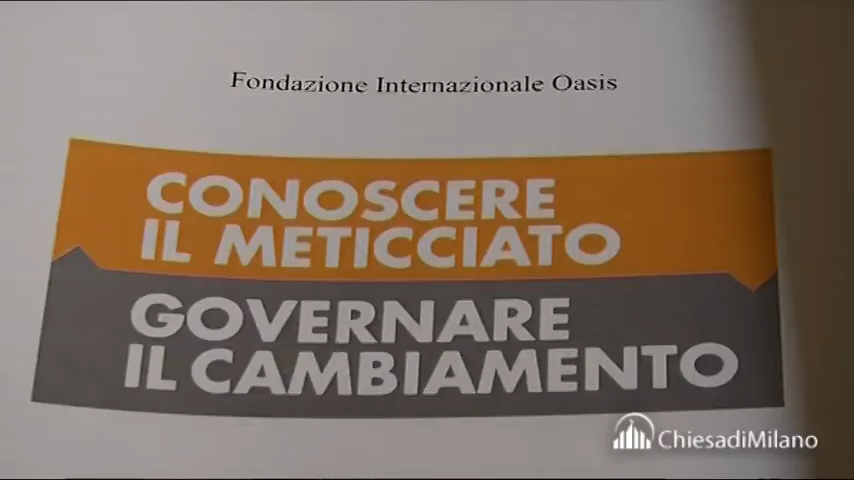 Fondazione Internazionale Oasis
CONOSCERE
IL METICCIATO
GOVERNARE
IL CAMBIAMENTO
ChiesadiMilano